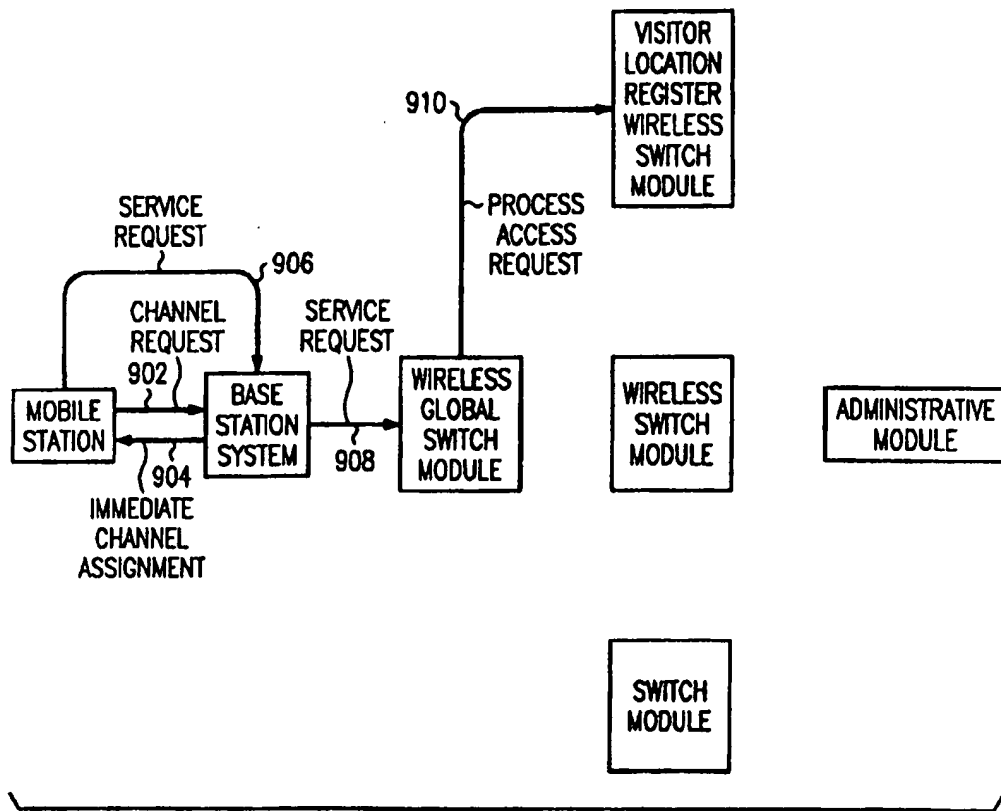 VISITOR
LOCATION
REGISTER
WIRELESS
SWITCH
MODULE
910
PROCESS
ACCESS
REQUEST
SERVICE
REQUEST
906
CHANNEL
REQUEST
902
SERVICE
REQUEST
MOBILE
STATION
BASE
STATION
SYSTEM
904
908
IMMEDIATE
CHANNEL
ASSIGNMENT
WIRELESS
GLOBAL
SWITCH
MODULE
WIRELESS
SWITCH
MODULE
ADMINISTRATIVE
MODULE
SWITCH
MODULE